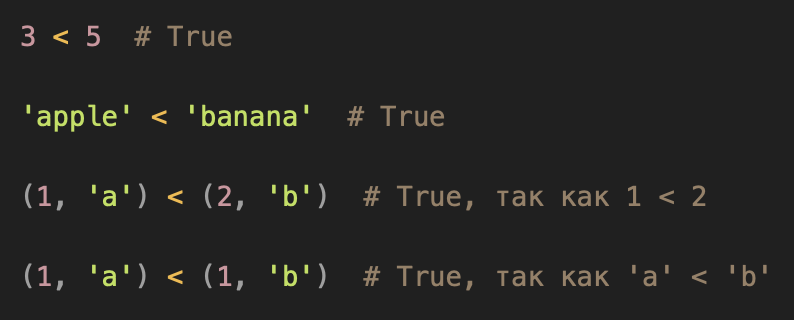 3 < 5  # True
'apple' < 'banana'  # True
(1, 'a') < (2, 'b')  # True, так как 1 < 2
(1, 'a') < (1, 'b')  # True, так как 'a' < 'b'